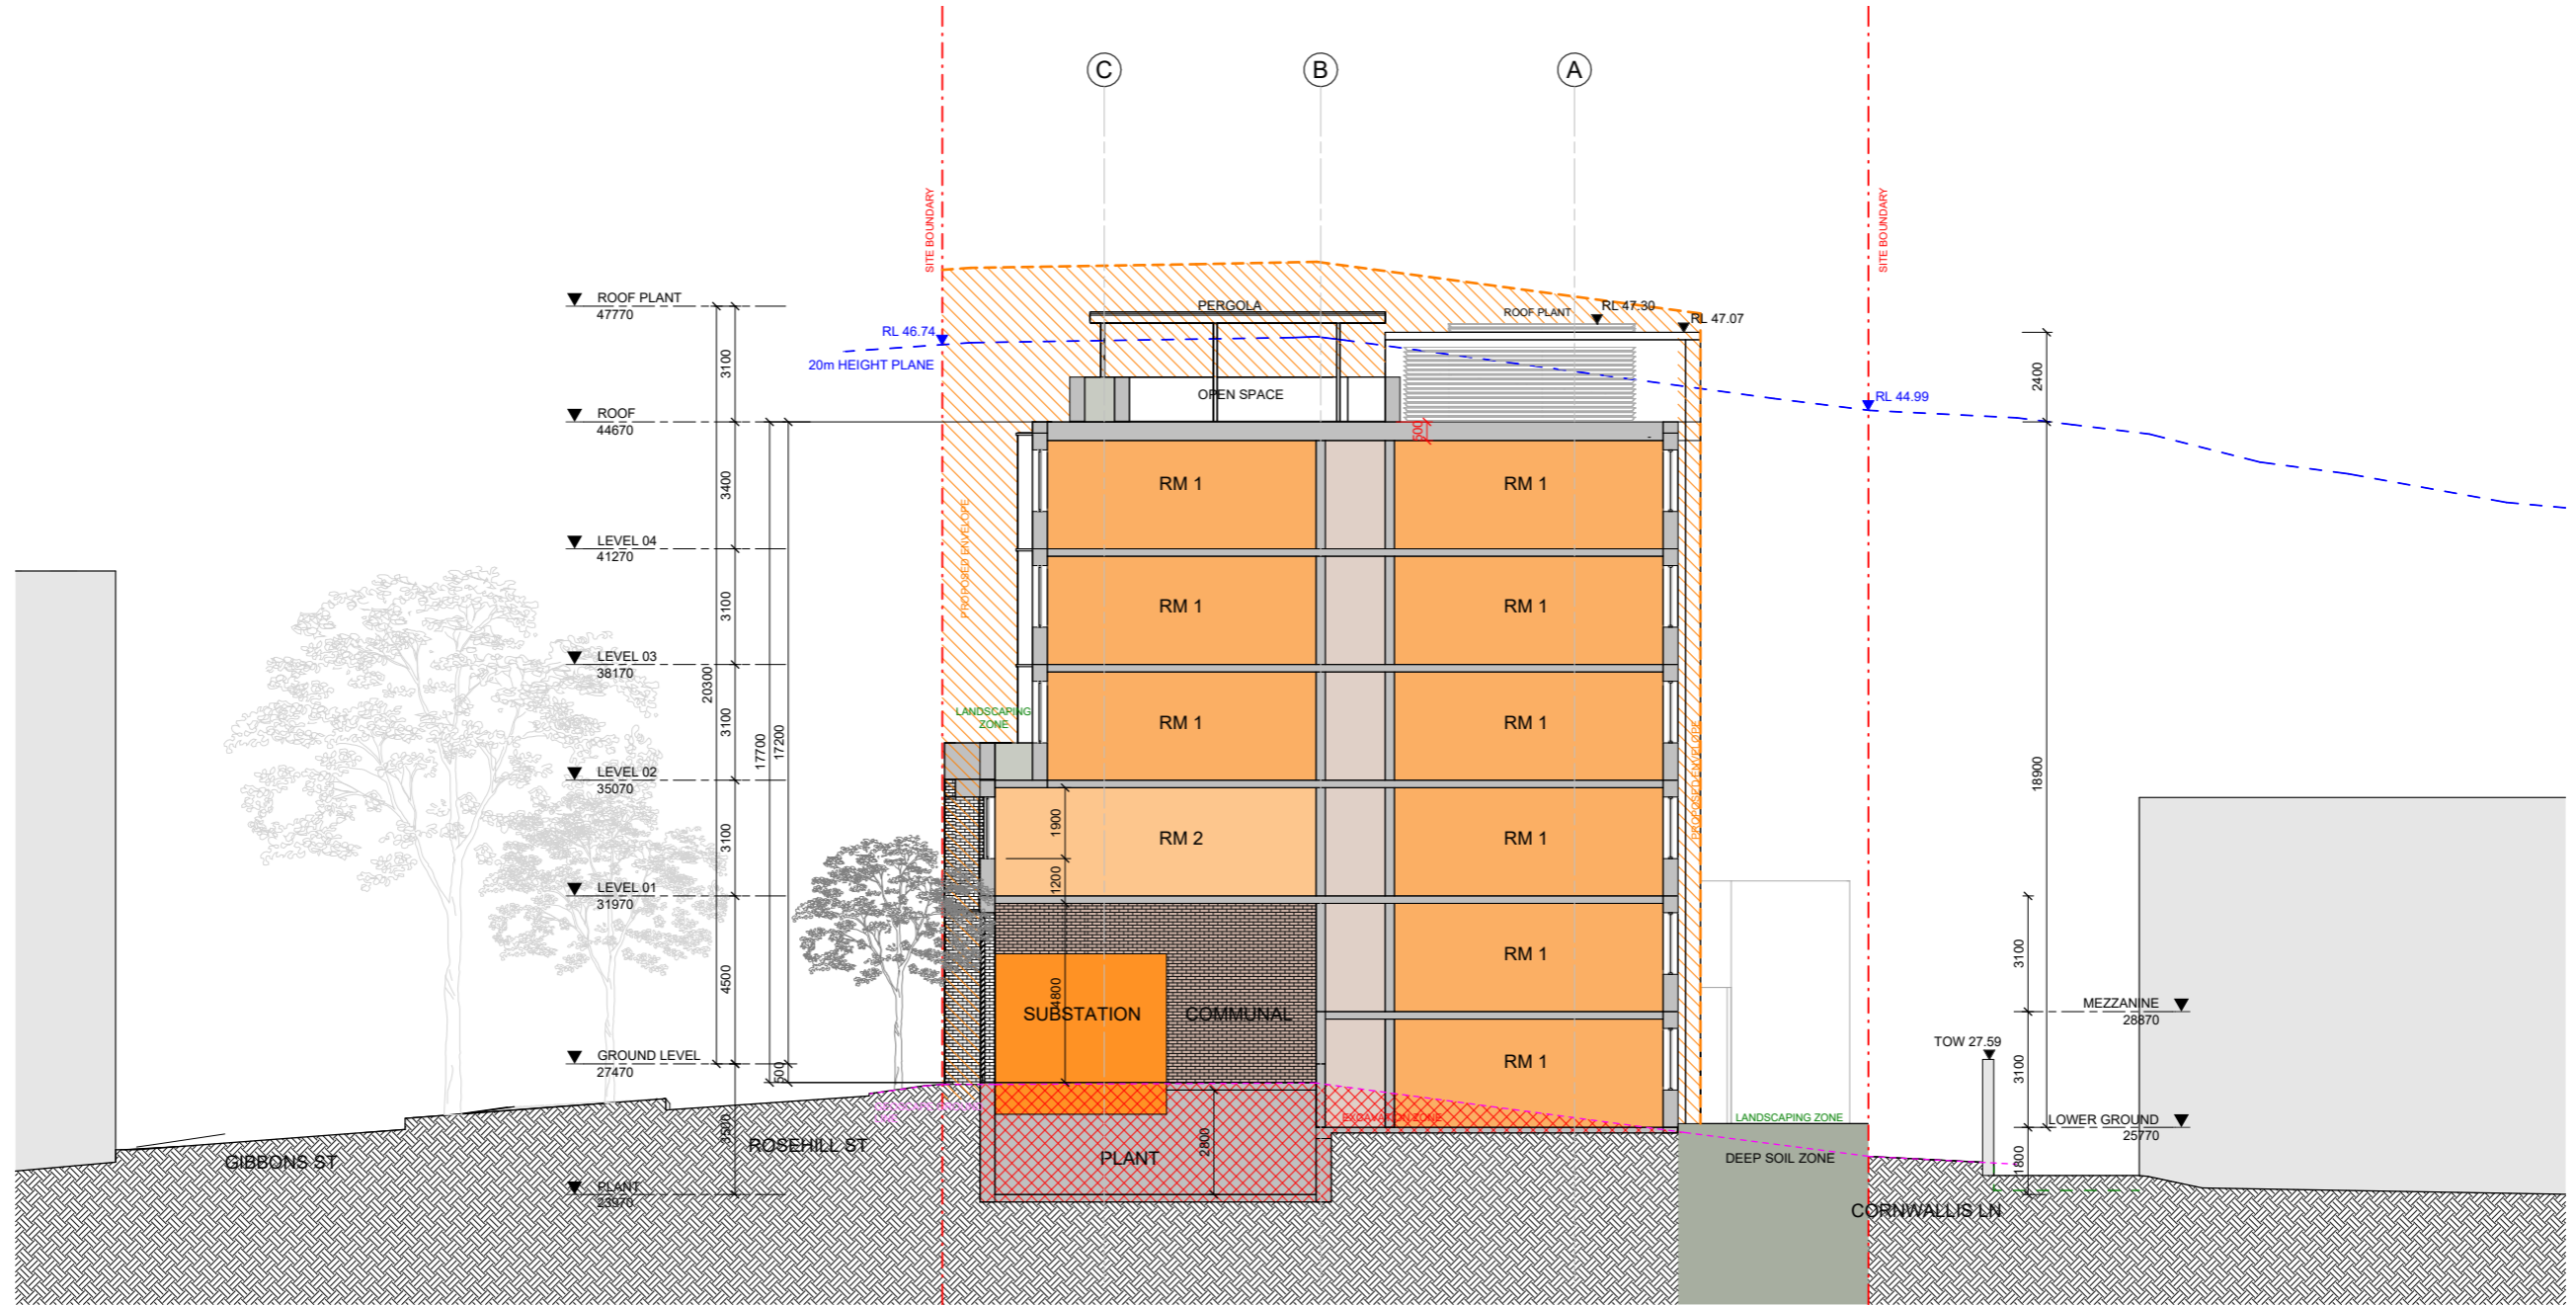 C
B
A
SITE BOUNDARY
SITE BOUNDARY
ROOF PLANT
47770
PERGOLA
ROOF PLANT
RL 47.30
RL 47.07
RL 46.74
20m HEIGHT PLANE
3100
2400
OPEN SPACE
RL 44.99
ROOF
44670
500
3400
RM 1
RM 1
PROPOSED ENVELOPE
LEVEL 04
41270
3100
RM 1
RM 1
LEVEL 03
38170
20300
3100
17700
17200
LANDSCAPING
ZONE
RM 1
RM 1
PROPOSED ENVELOPE
18900
LEVEL 02
35070
3100
1900
RM 2
RM 1
1200
LEVEL 01
31970
4500
4800
RM 1
3100
SUBSTATION
COMMUNAL
MEZZANINE
28870
TOW 27.59
GROUND LEVEL
27470
500
RM 1
3100
EXCAVATION ZONE
LANDSCAPING ZONE
LOWER GROUND
25770
3500
ROSEHILL ST
GIBBONS ST
PLANT
2800
DEEP SOIL ZONE
1800
PLANT
23970
CORNWALLIS LN